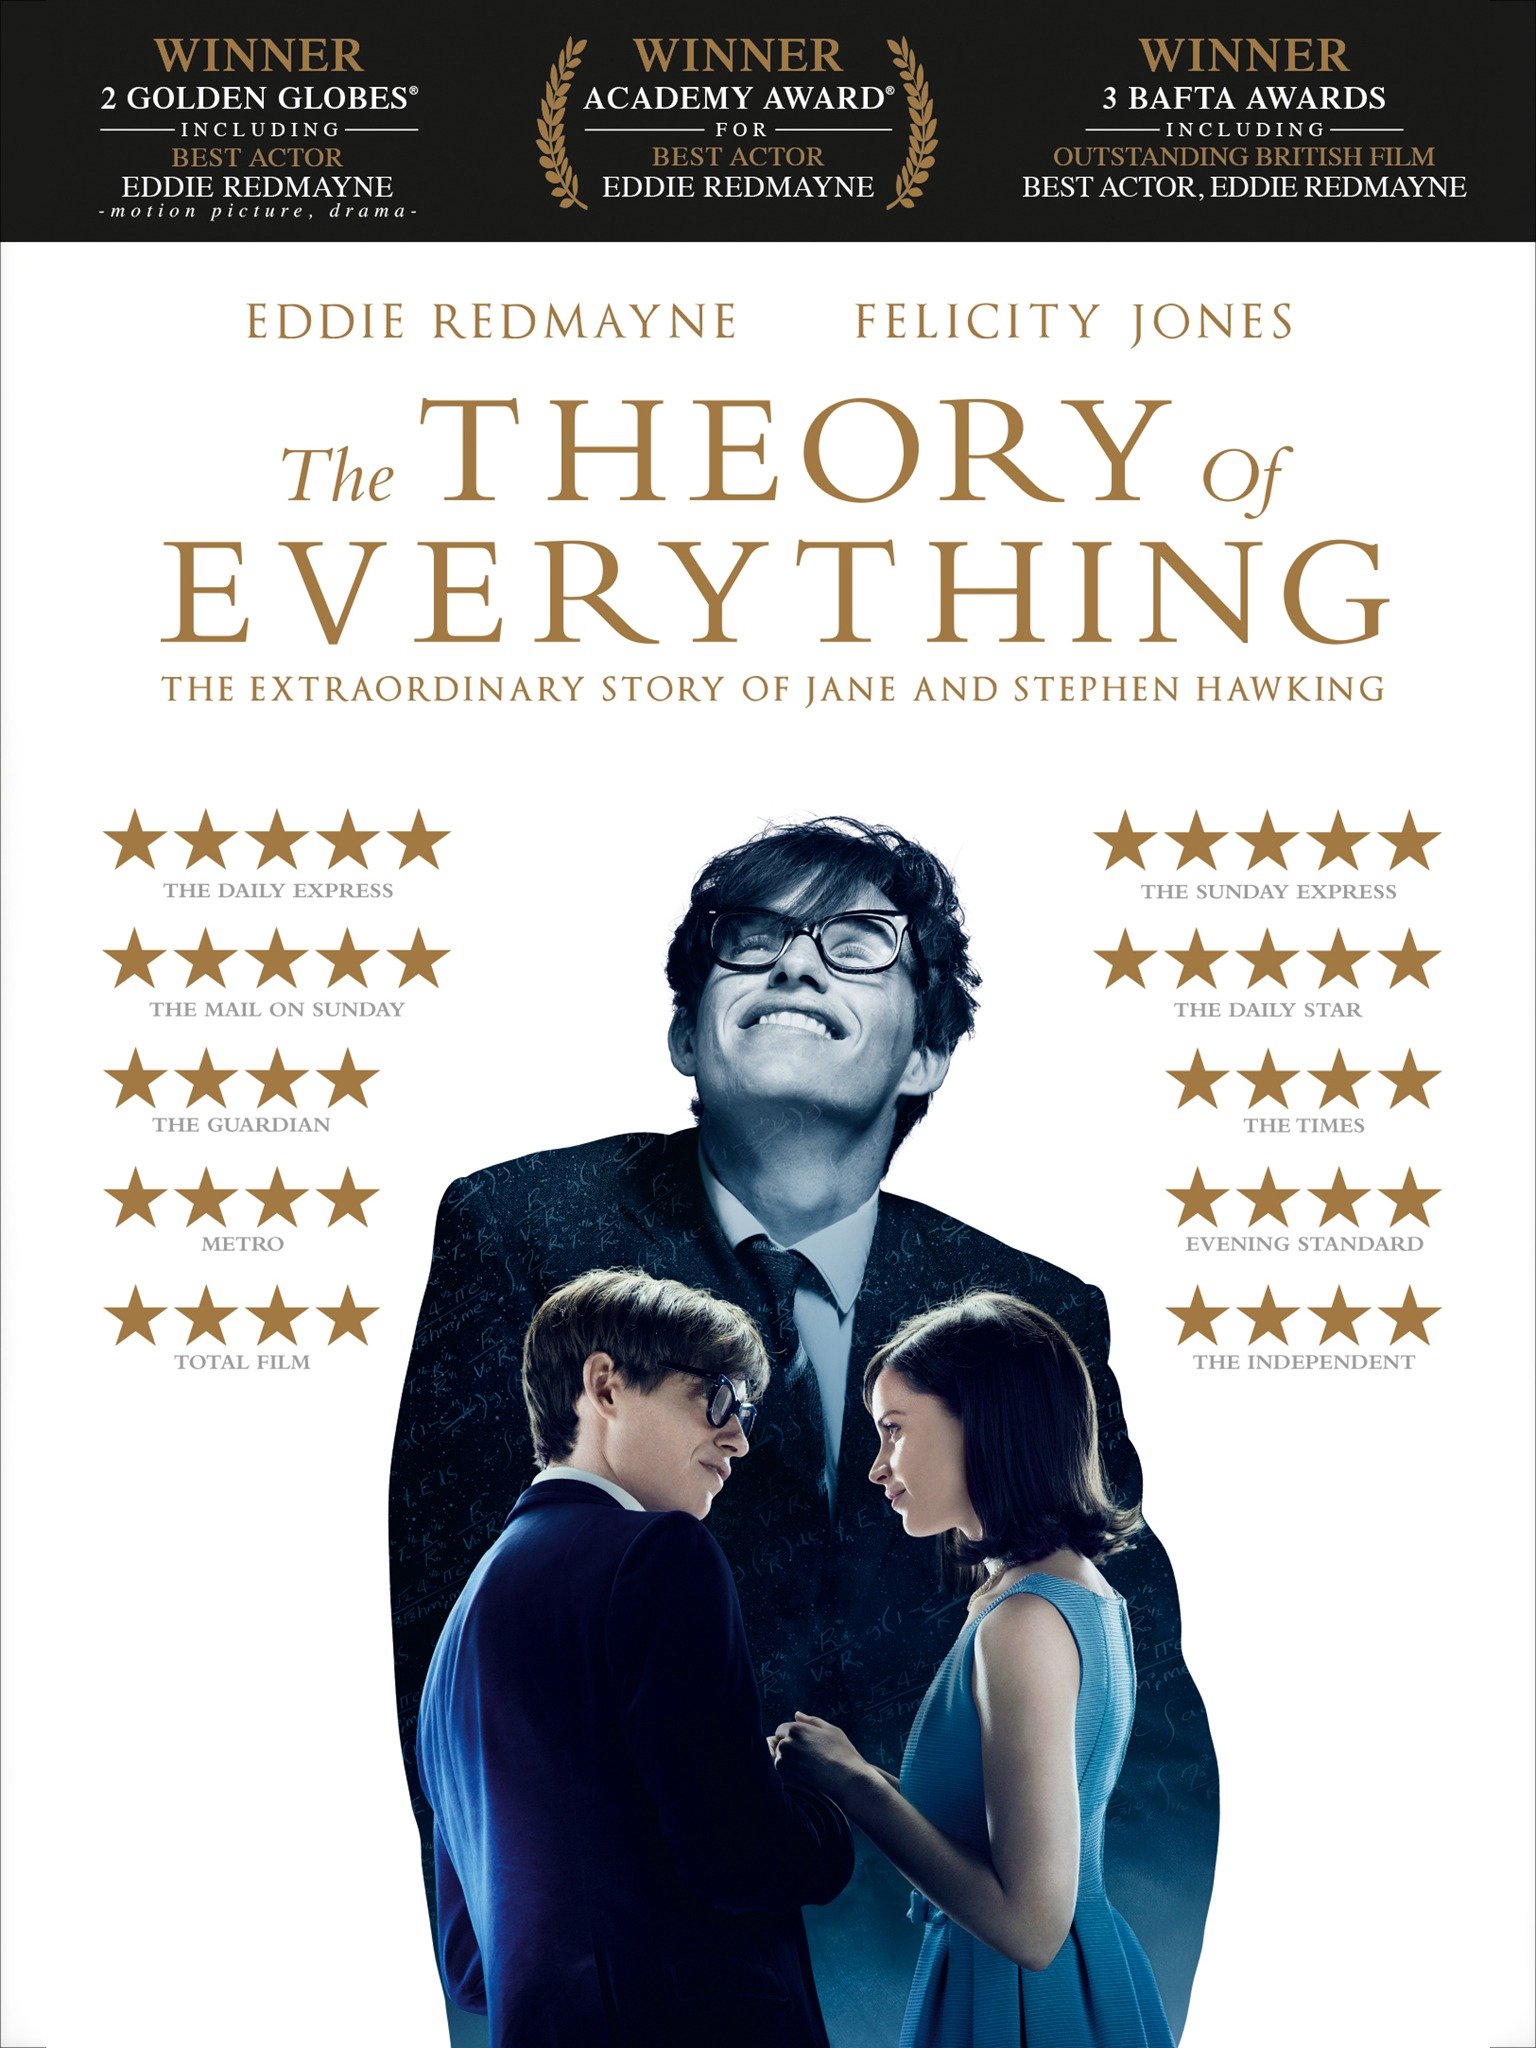 WINNER
2 GOLDEN GLOBES®
INCLUDING
BEST ACTOR
EDDIE REDMAYNE
-motion picture, drama-
WINNER
ACADEMY AWARD®
FOR
BEST ACTOR
EDDIE REDMAYNE
WINNER
3 BAFTA AWARDS
INCLUDING
OUTSTANDING BRITISH FILM
BEST ACTOR, EDDIE REDMAYNE
EDDIE REDMAYNE FELICITY JONES
The THEORY Of
EVERYTHING
THE EXTRAORDINARY STORY OF JANE AND STEPHEN HAWKING
THE DAILY EXPRESS
THE MAIL ON SUNDAY
THE GUARDIAN
METRO
TOTAL FILM
THE SUNDAY EXPRESS
THE DAILY STAR
THE TIMES
EVENING STANDARD
THE INDEPENDENT